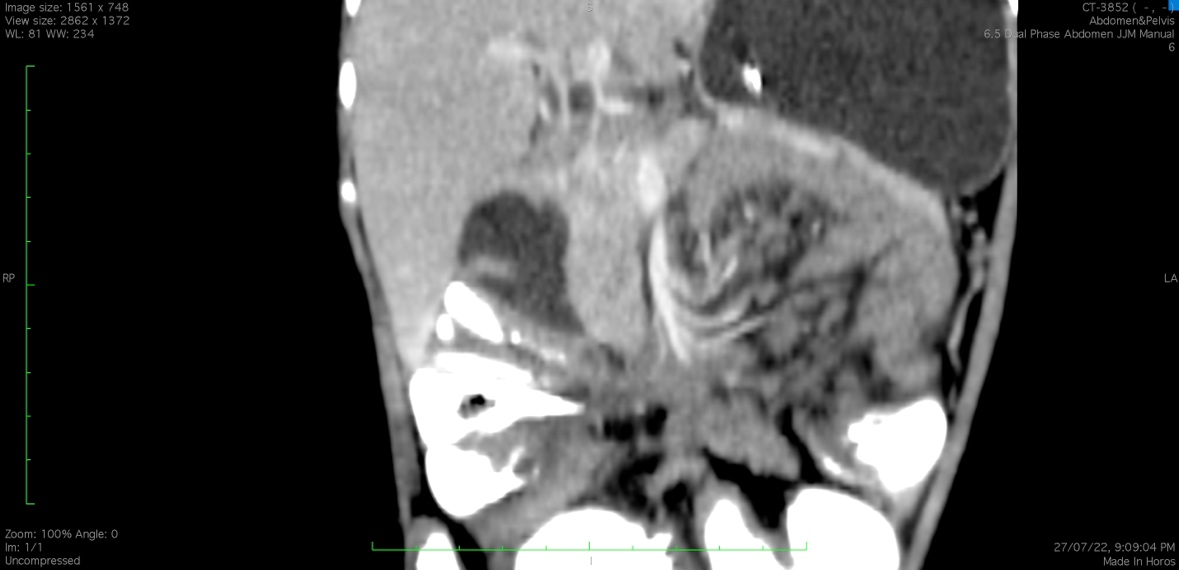 Image size: 1561 x 748
View size: 2862 x 1372
WL: 81 WW: 234
CT-3852 ( -, -)
Abdomen&Pelvis
6.5 Dual Phase Abdomen JJM Manual
6
S
RP
LA
Zoom: 100% Angle: 0
Im: 1/1
Uncompressed
I
27/07/22, 9:09:04 PM
Made In Horos